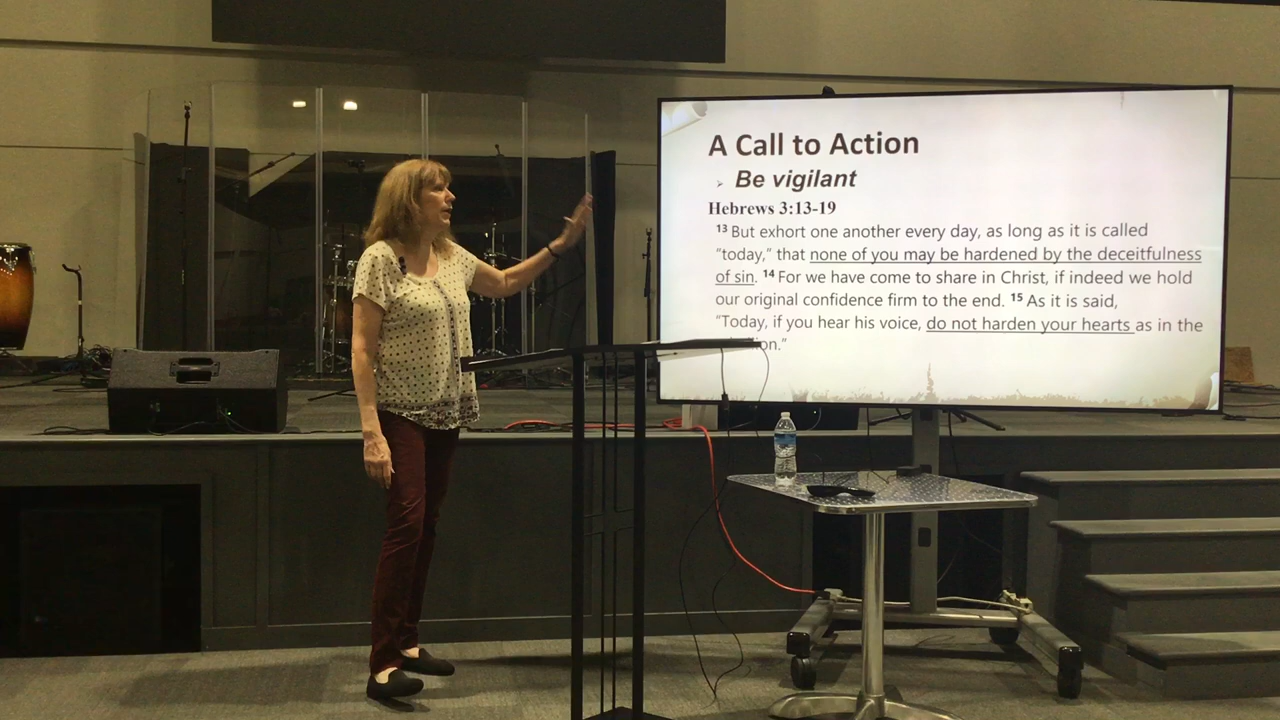 A Call to Action
➢ Be vigilant
Hebrews 3:13-19
13 But exhort one another every day, as long as it is called
"today," that none of you may be hardened by the deceitfulness
of sin. 14 For we have come to share in Christ, if indeed we hold
our original confidence firm to the end. 15 As it is said,
"Today, if you hear his voice, do not harden your hearts as in the